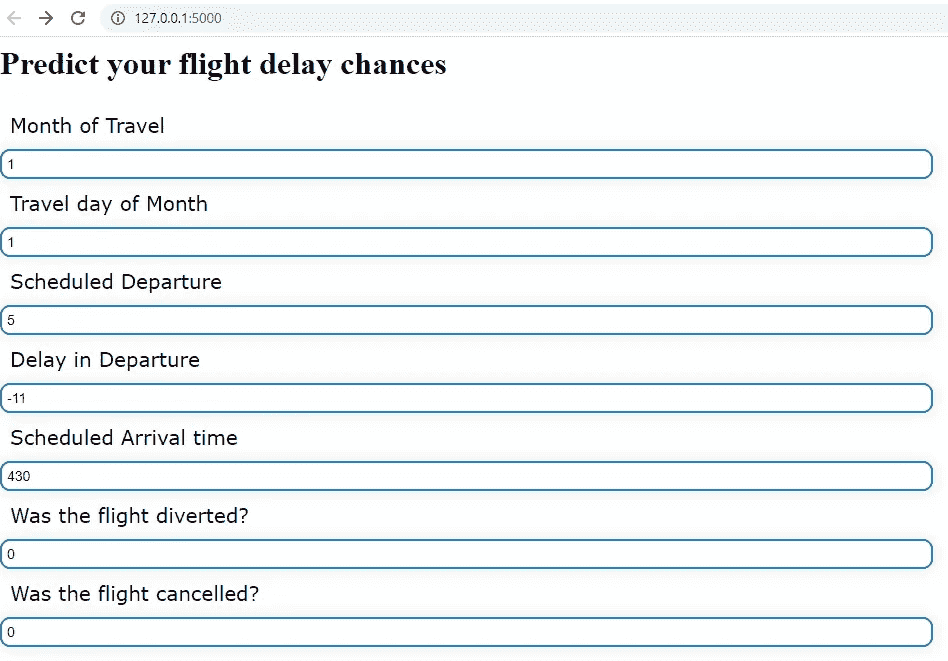 127.0.0.1:5000
Predict your flight delay chances
Month of Travel
1
Travel day of Month
1
Scheduled Departure
5
Delay in Departure
-11
Scheduled Arrival time
430
Was the flight diverted?
0
Was the flight cancelled?
0